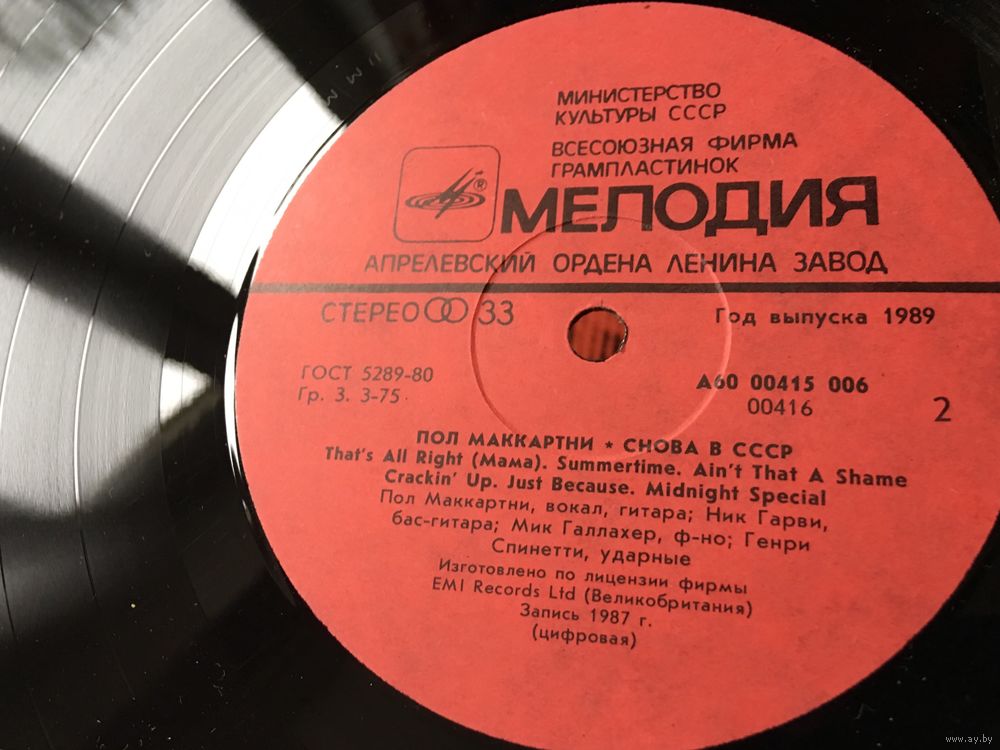 МИНИСТЕРСТВО
КУЛЬТУРЫ СССР
ВСЕСОЮЗНАЯ ФИРМА
ГРАМПЛАСТИНОК
®
МЕЛОДИЯ
АПРЕЛЕВСКИЙ ОРДЕНА ЛЕНИНА ЗАВОД
СТЕРЕО 33
Год выпуска 1989
ГОСТ 5289-80
Гр. 3. 3-75
А60 00415 006
00416
2
ПОЛ МАККАРТНИ ★ СНОВА В СССР
That's All Right (Мама). Summertime. Ain't That A Shame
Crackin' Up. Just Because. Midnight Special
Пол Маккартни, вокал, гитара; Ник Гарви,
бас-гитара; Мик Галлахер, ф-но; Генри
Спинетти, ударные
Изготовлено по лицензии фирмы
EMI Records Ltd (Великобритания)
Запись 1987 г.
(цифровая)
www.ay.by